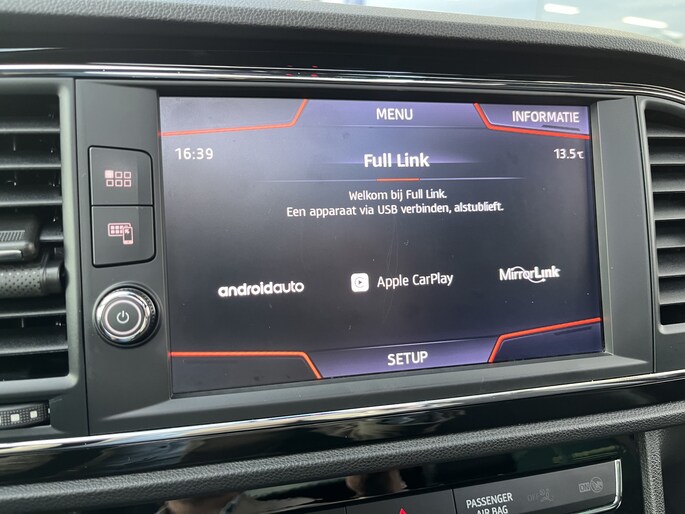 MENU
INFORMATIE
16:39
Full Link
13.5℃
Welkom bij Full Link.
Een apparaat via USB verbinden, alstublieft.
androidauto
Apple CarPlay
MirrorLink
SETUP
PASSENGER
AIR BAG